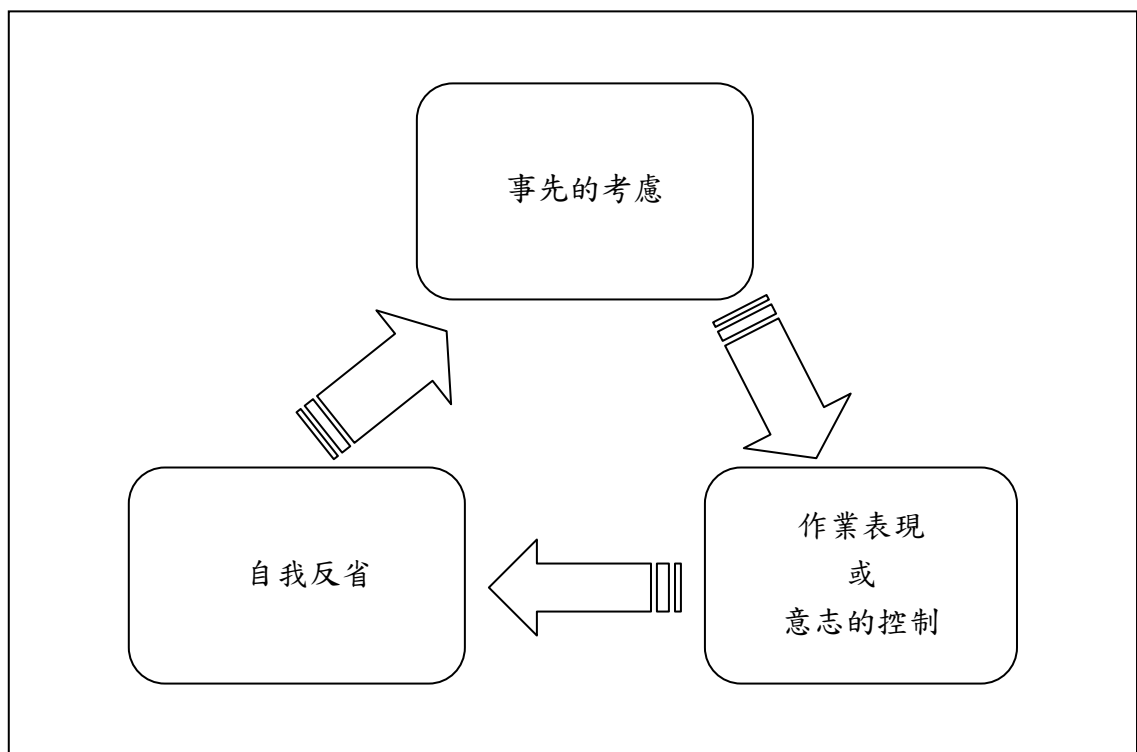 事先的考慮
作業表現
或
意志的控制
自我反省